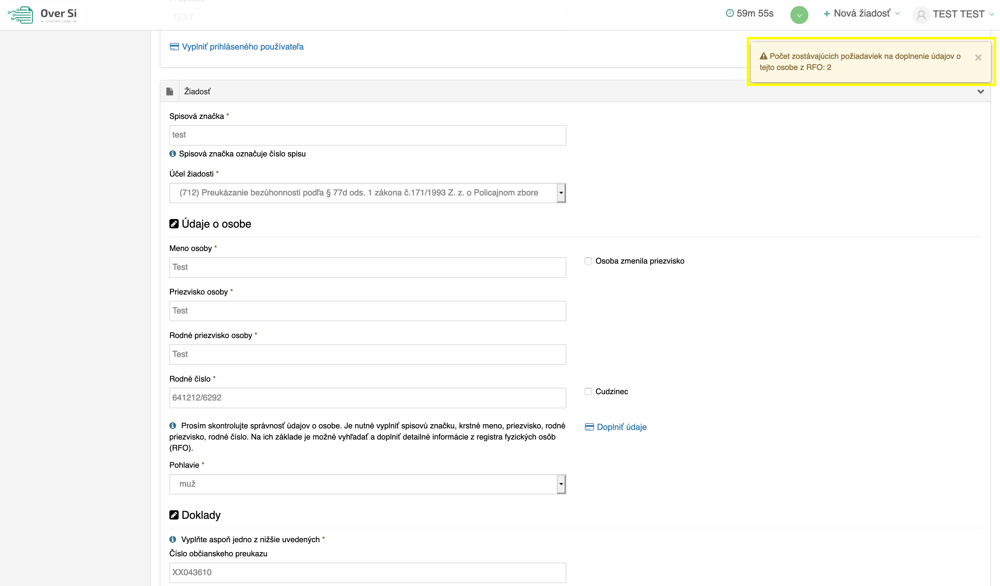 Over Si
Centrálne údaje
Priezvisko
TEST
59m 55s
Nová žiadosť
TEST TEST
Vyplniť prihláseného používateľa
Počet zostávajúcich požiadaviek na doplnenie údajov o
tejto osobe z RFO: 2
Žiadosť
Spisová značka *
test
Spisová značka označuje číslo spisu
Účel žiadosti *
(712) Preukázanie bezúhonnosti podľa § 77d ods. 1 zákona č.171/1993 Z. z. o Policajnom zbore
Údaje o osobe
Meno osoby *
Test
Osoba zmenila priezvisko
Priezvisko osoby *
Test
Rodné priezvisko osoby *
Test
Rodné číslo *
641212/6292
Cudzinec
Prosím skontrolujte správnosť údajov o osobe. Je nutné vyplniť spisovú značku, krstné meno, priezvisko, rodné
priezvisko, rodné číslo. Na ich základe je možné vyhľadať a doplniť detailné informácie z registra fyzických osôb
(RFO).
Doplniť údaje
Pohlavie *
muž
Doklady
Vyplňte aspoň jedno z nižšie uvedených *
Číslo občianskeho preukazu
XX043610